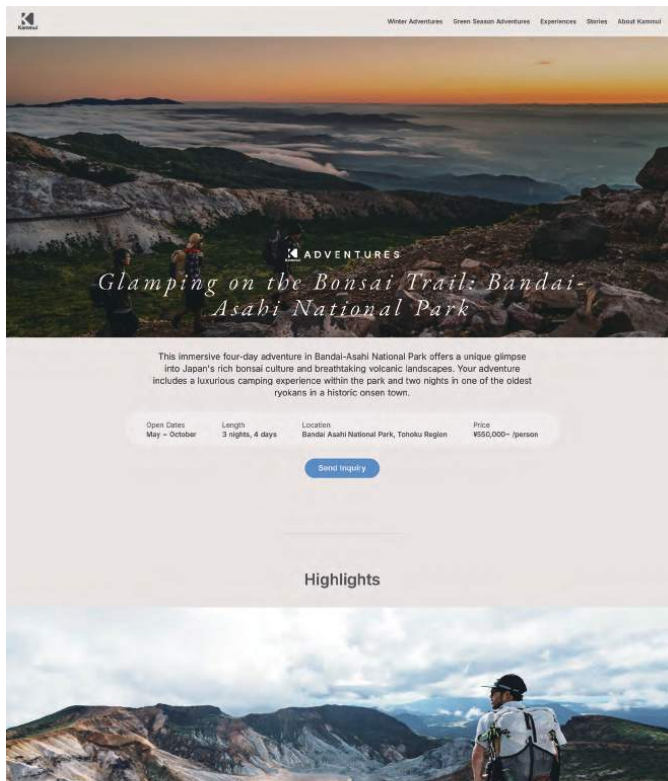 Kammui
Winter Adventures Green Season Adventures Experiences Stories About Kammui
Kammui ADVENTURES
Glamping on the Bonsai Trail: Bandai-
Asahi National Park
This immersive four-day adventure in Bandai-Asahi National Park offers a unique glimpse
into Japan's rich bonsai culture and breathtaking volcanic landscapes. Your adventure
includes a luxurious camping experience within the park and two nights in one of the oldest
ryokans in a historic onsen town.
Open Dates Length Location Price
May – October 3 nights, 4 days Bandai Asahi National Park, Tohoku Region ¥550,000~ /person
Send Inquiry
Highlights